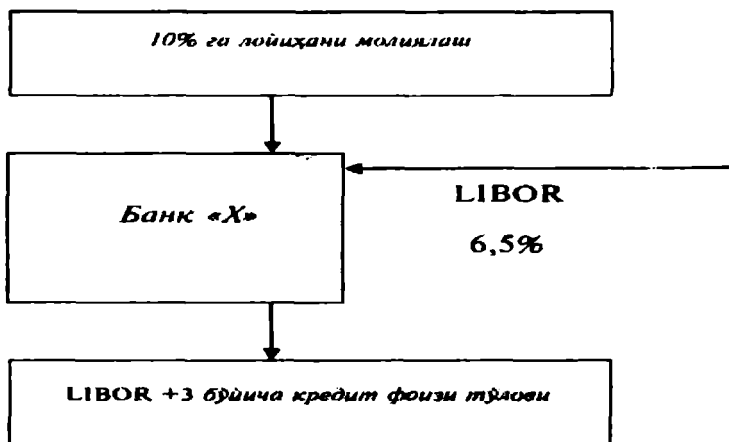 10% га лойиҳани молиялаш
Банк «X»
LIBOR
6,5%
LIBOR +3 бўйича кредит фоизи тўлови